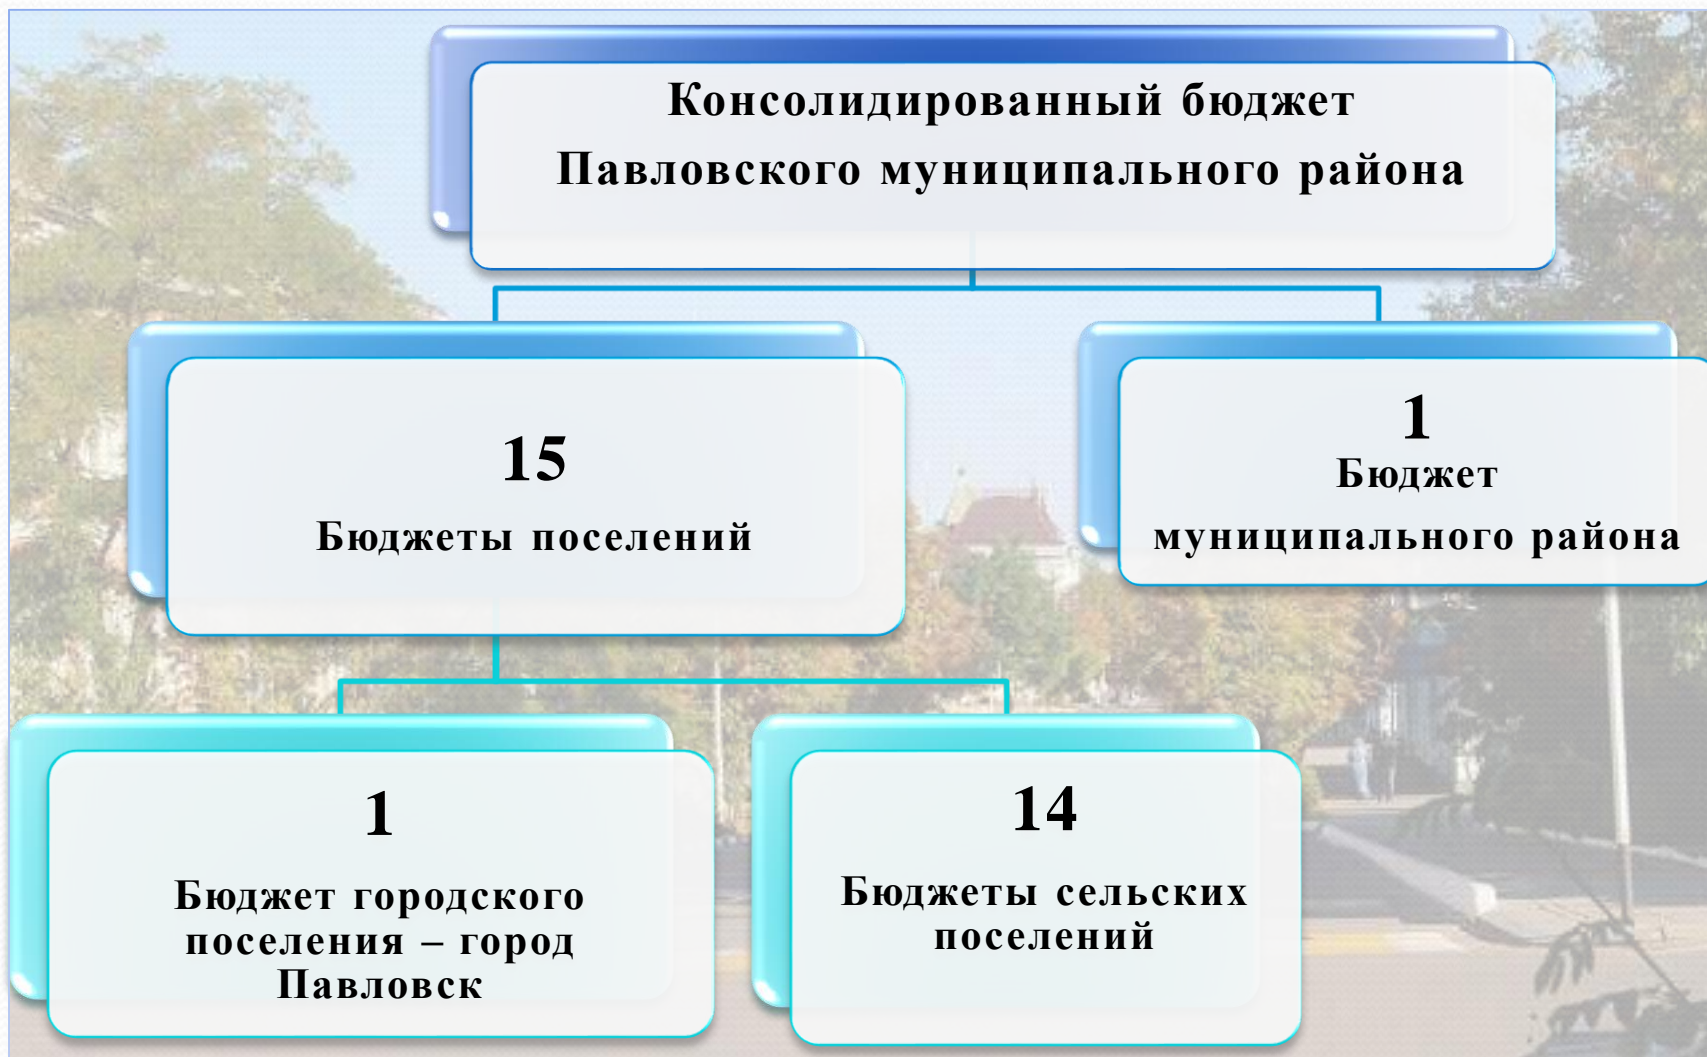 Консолидированный бюджет
Павловского муниципального района
15
Бюджеты поселений
1
Бюджет
муниципального района
1
Бюджет городского
поселения – город
Павловск
14
Бюджеты сельских
поселений